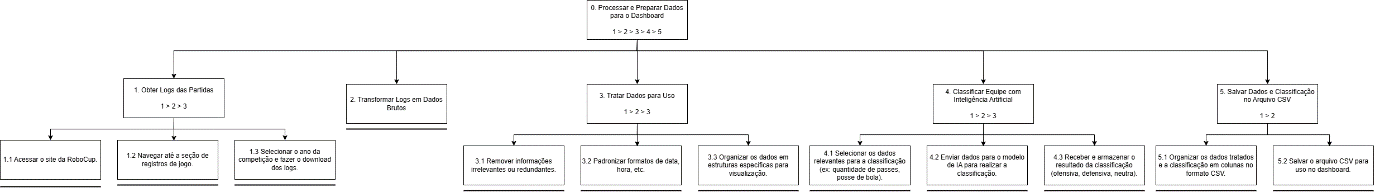 0. Processar e Preparar Dados
para o Dashboard
1 > 2 > 3 > 4 > 5
1. Obter Logs das Partidas
1 > 2 > 3
2. Transformar Logs em Dados
Brutos
3. Tratar Dados para Uso
1 > 2 > 3
4. Classificar Equipe com
Inteligência Artificial
1 > 2 > 3
5. Salvar Dados e Classificação
no Arquivo CSV
1 > 2
1.1 Acessar o site da RoboCup.
1.2 Navegar até a seção de
registros de jogo.
1.3 Selecionar o ano da
competição e fazer o download
dos logs.
3.1 Remover informações
irrelevantes ou redundantes.
3.2 Padronizar formatos de data,
hora, etc.
3.3 Organizar os dados em
estruturas específicas para
visualização.
4.1 Selecionar os dados
relevantes para a classificação
(ex: quantidade de passes,
posse de bola).
4.2 Enviar dados para o modelo
de IA para realizar a
classificação.
4.3 Receber e armazenar o
resultado da classificação
(ofensiva, defensiva, neutra).
5.1 Organizar os dados tratados
e a classificação em colunas no
formato CSV.
5.2 Salvar o arquivo CSV para
uso no dashboard.